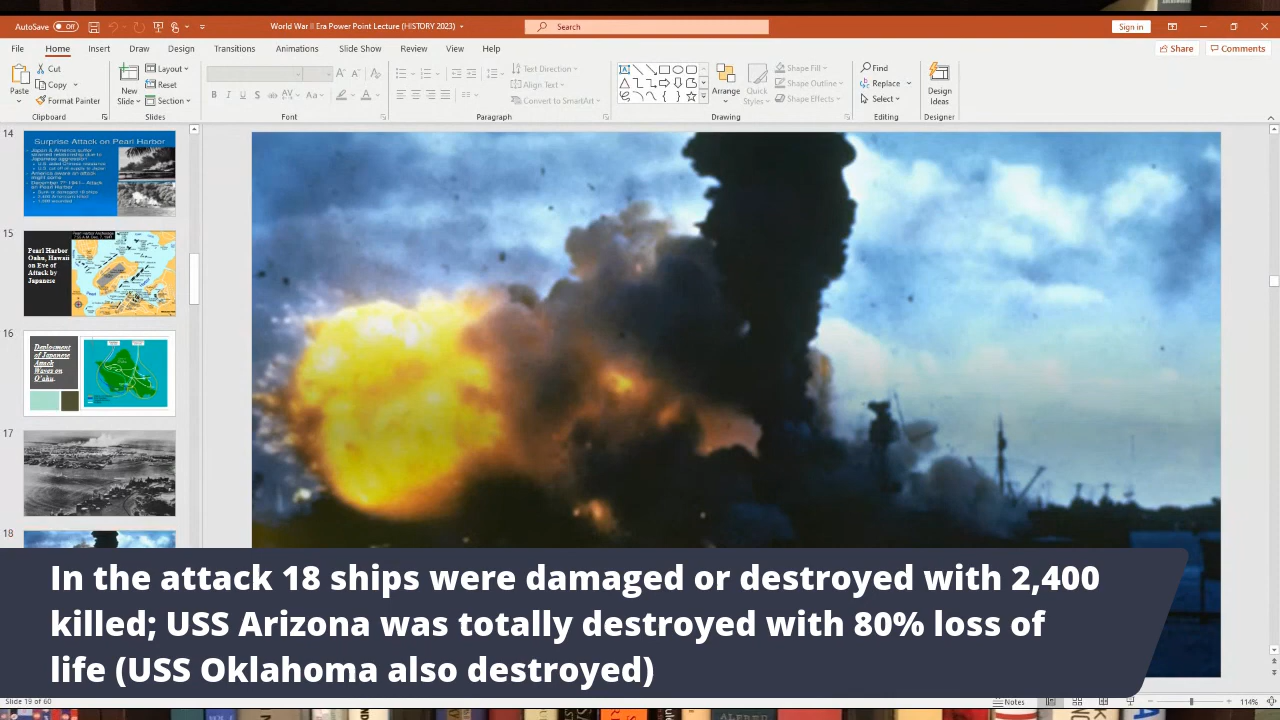 AutoSave Off
World War II Era Power Point Lecture (HISTORY 2023)
Search
Sign in
File Home Insert Draw Design Transitions Animations Slide Show Review View Help
Share Comments
Cut
Copy
Format Painter
Paste
Clipboard
New
Slide
Layout
Reset
Section
Slides
Font
Text Direction
Align Text
Convert to SmartArt
Paragraph
Arrange
Quick
Styles
Shape Fill
Shape Outline
Shape Effects
Drawing
Find
Replace
Select
Editing
Design
Ideas
Designer
14
Surprise Attack on Pearl Harbor
15
Pearl Harbor
Oahu, Hawaii
on Eve of
Attack by
Japanese
16
Deployment
of Japanese
Attack
Waves on
O'ahu.
17
18
In the attack 18 ships were damaged or destroyed with 2,400
killed; USS Arizona was totally destroyed with 80% loss of
life (USS Oklahoma also destroyed)
Slide 19 of 60
Notes
114%